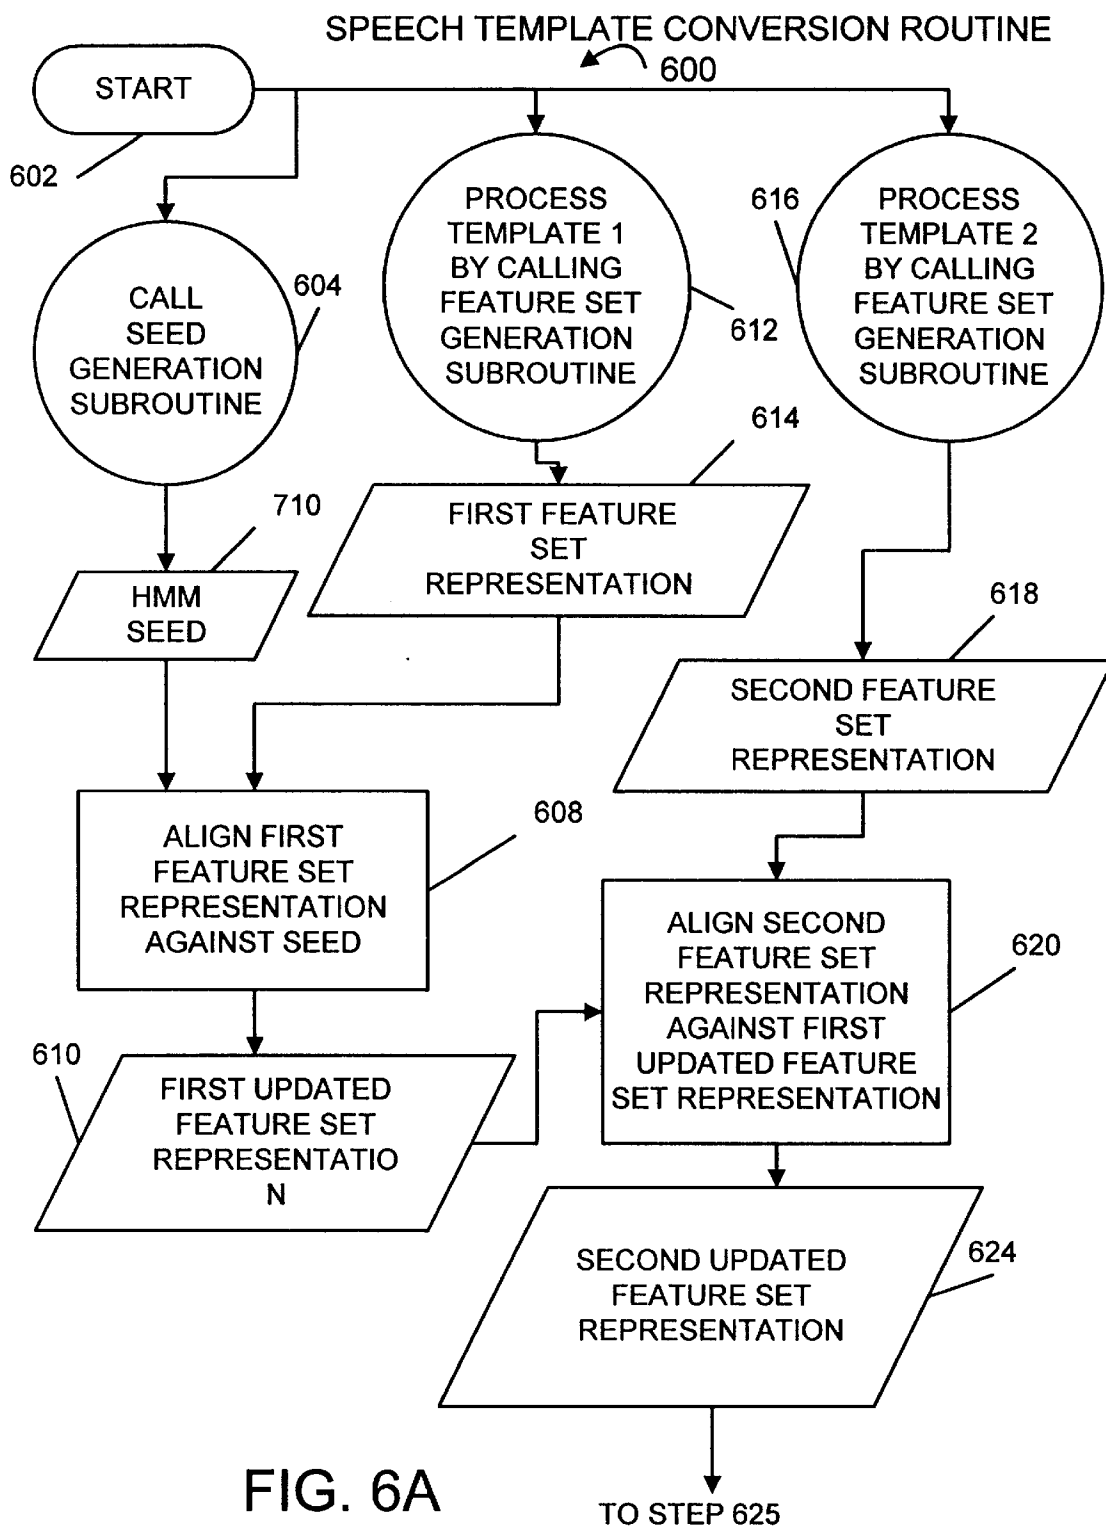 SPEECH TEMPLATE CONVERSION ROUTINE
600
START
602
CALL
SEED
GENERATION
SUBROUTINE
604
PROCESS
TEMPLATE 1
BY CALLING
FEATURE SET
GENERATION
SUBROUTINE
612
616
PROCESS
TEMPLATE 2
BY CALLING
FEATURE SET
GENERATION
SUBROUTINE
614
FIRST FEATURE
SET
REPRESENTATION
710
HMM
SEED
618
SECOND FEATURE
SET
REPRESENTATION
608
ALIGN FIRST
FEATURE SET
REPRESENTATION
AGAINST SEED
ALIGN SECOND
FEATURE SET
REPRESENTATION
AGAINST FIRST
UPDATED FEATURE
SET REPRESENTATION
620
610
FIRST UPDATED
FEATURE SET
REPRESENTATIO
N
SECOND UPDATED
FEATURE SET
REPRESENTATION
624
FIG. 6A
TO STEP 625